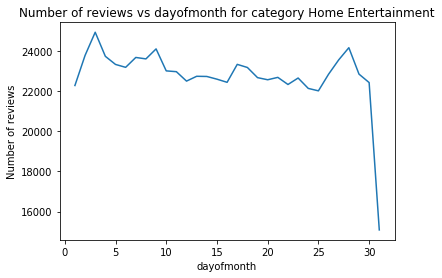 Number of reviews vs dayofmonth for category Home Entertainment
24000
22000
20000
18000
16000
Number of reviews
0 5 10 15 20 25 30
dayofmonth